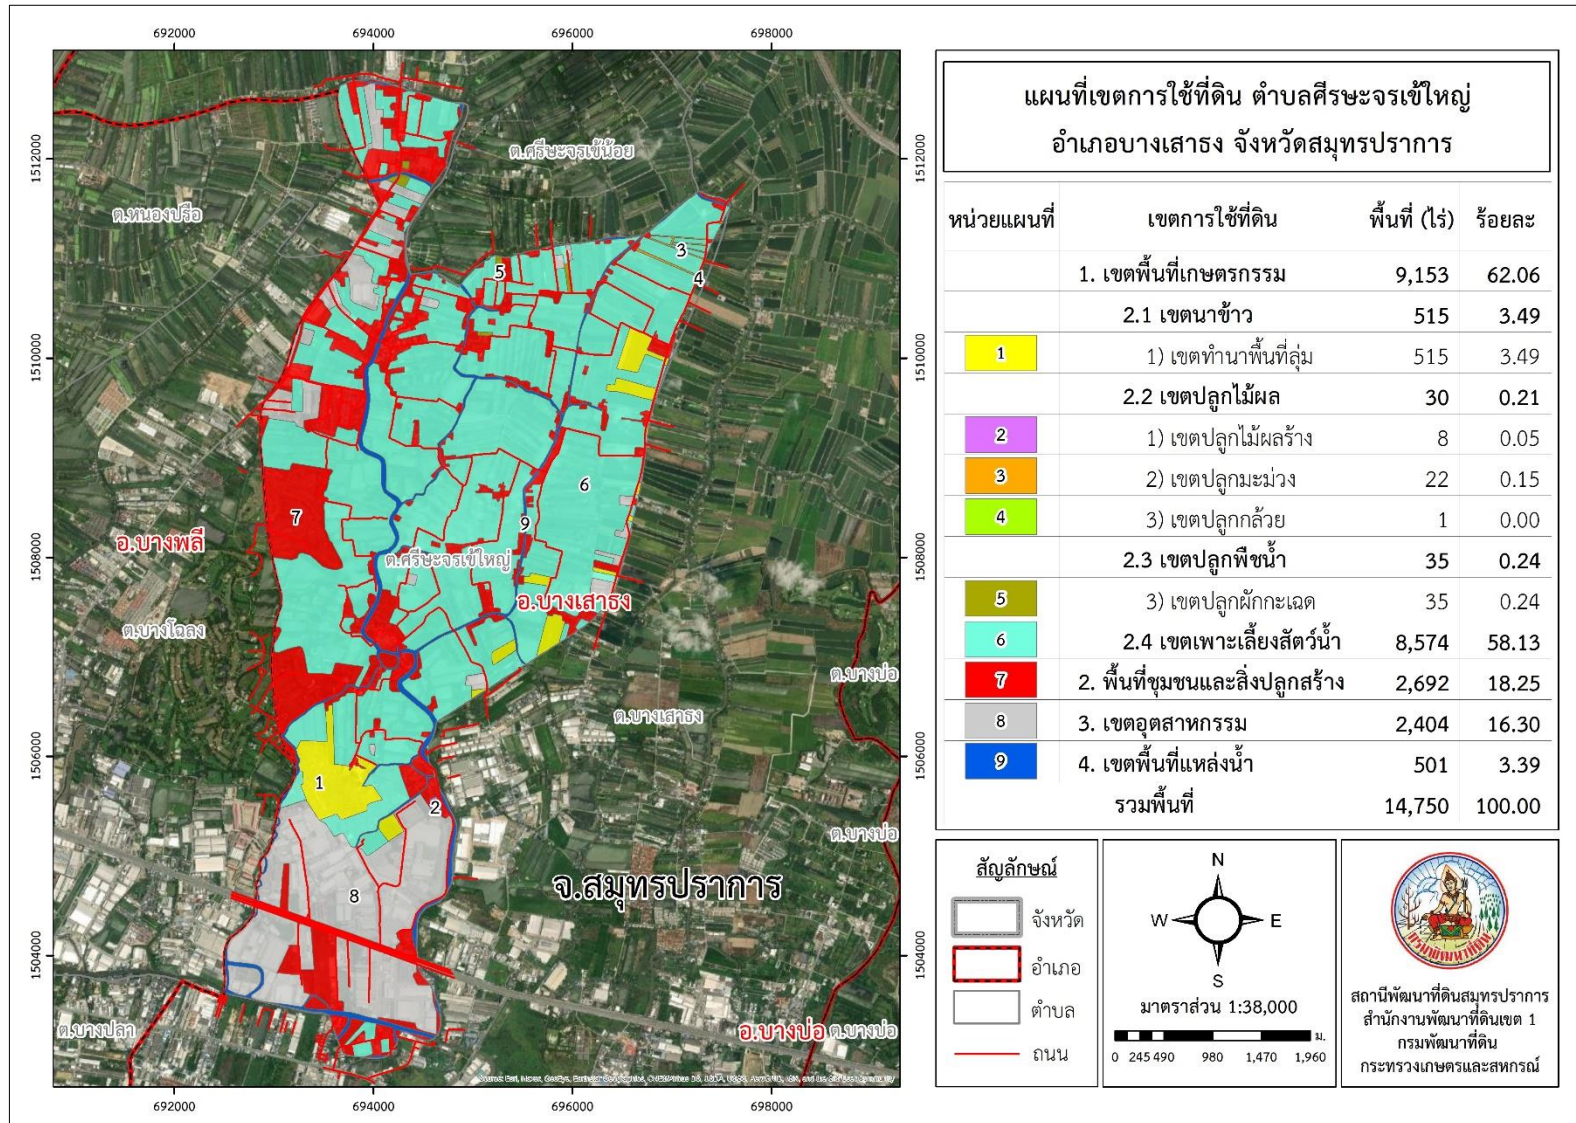 692000 694000 696000 698000
1512000
1510000
1508000
1506000
1504000
ต.ศรีษะจรเข้น้อย
ต.หนองปรือ
3
4
5
6
9
7
อ.บางพลี
ต.ศรีษะจรเข้ใหญ่
อ.บางเสาธง
ต.บางโฉลง
ต.บางบ่อ
ต.บางเสาธง
1
2
ต.บางบ่อ
8
จ.สมุทรปราการ
ต.บางปลา
อ.บางบ่อ
ต.บางบ่อ
1512000
1510000
1508000
1506000
1504000
692000 694000 696000 698000
แผนที่เขตการใช้ที่ดิน ตำบลศีรษะจรเข้ใหญ่
อำเภอบางเสาธง จังหวัดสมุทรปราการ
หน่วยแผนที่ เขตการใช้ที่ดิน พื้นที่ (ไร่) ร้อยละ
1. เขตพื้นที่เกษตรกรรม 9,153 62.06
2.1 เขตนาข้าว 515 3.49
1 1) เขตทำนาพื้นที่ลุ่ม 515 3.49
2.2 เขตปลูกไม้ผล 30 0.21
2 1) เขตปลูกไม้ผลร้าง 8 0.05
3 2) เขตปลูกมะม่วง 22 0.15
4 3) เขตปลูกกล้วย 1 0.00
2.3 เขตปลูกพืชน้ำ 35 0.24
5 3) เขตปลูกผักกะเฉด 35 0.24
6 2.4 เขตเพาะเลี้ยงสัตว์น้ำ 8,574 58.13
7 2. พื้นที่ชุมชนและสิ่งปลูกสร้าง 2,692 18.25
8 3. เขตอุตสาหกรรม 2,404 16.30
9 4. เขตพื้นที่แหล่งน้ำ 501 3.39
รวมพื้นที่ 14,750 100.00
สัญลักษณ์
จังหวัด
อำเภอ
ตำบล
ถนน
N
W E
S
มาตราส่วน 1:38,000
ม.
0 245 490 980 1,470 1,960
กรมพัฒนาที่ดิน
สถานีพัฒนาที่ดินสมุทรปราการ
สำนักงานพัฒนาที่ดินเขต 1
กรมพัฒนาที่ดิน
กระทรวงเกษตรและสหกรณ์